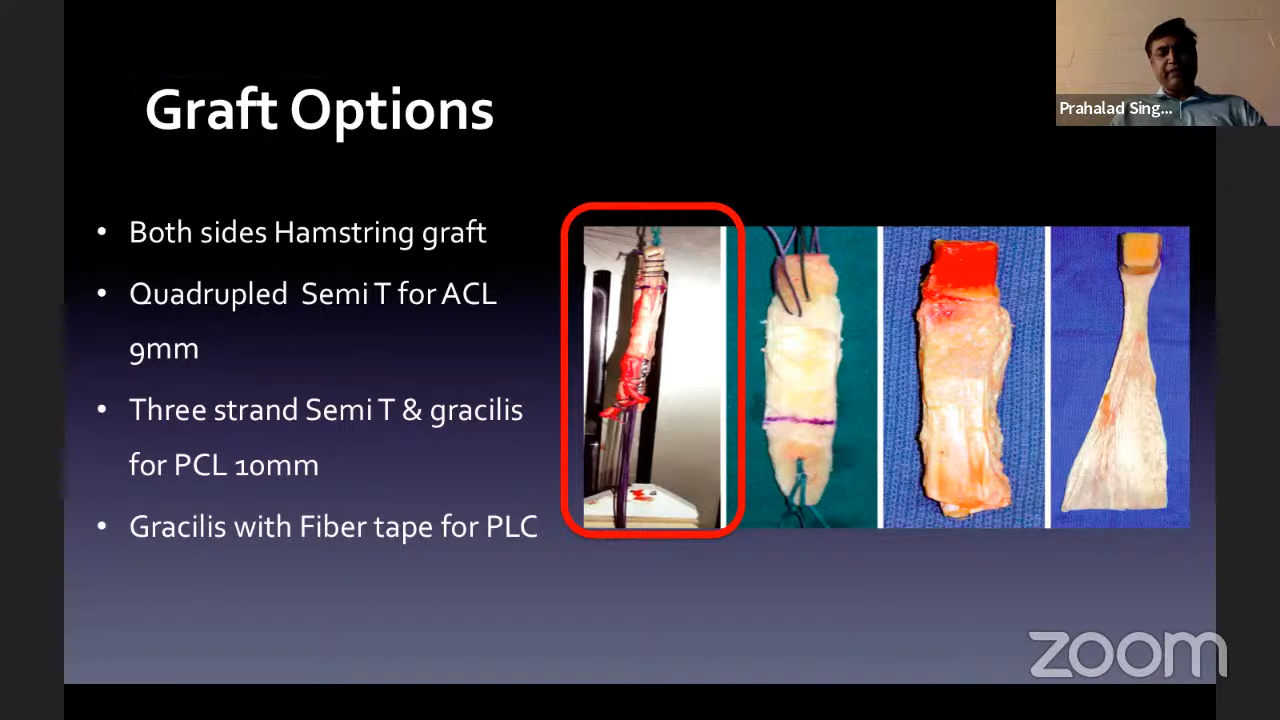 Graft Options
Prahalad Sing...
• Both sides Hamstring graft
• Quadrupled Semi T for ACL
9mm
• Three strand Semi T & gracilis
for PCL 10mm
• Gracilis with Fiber tape for PLC
zoom